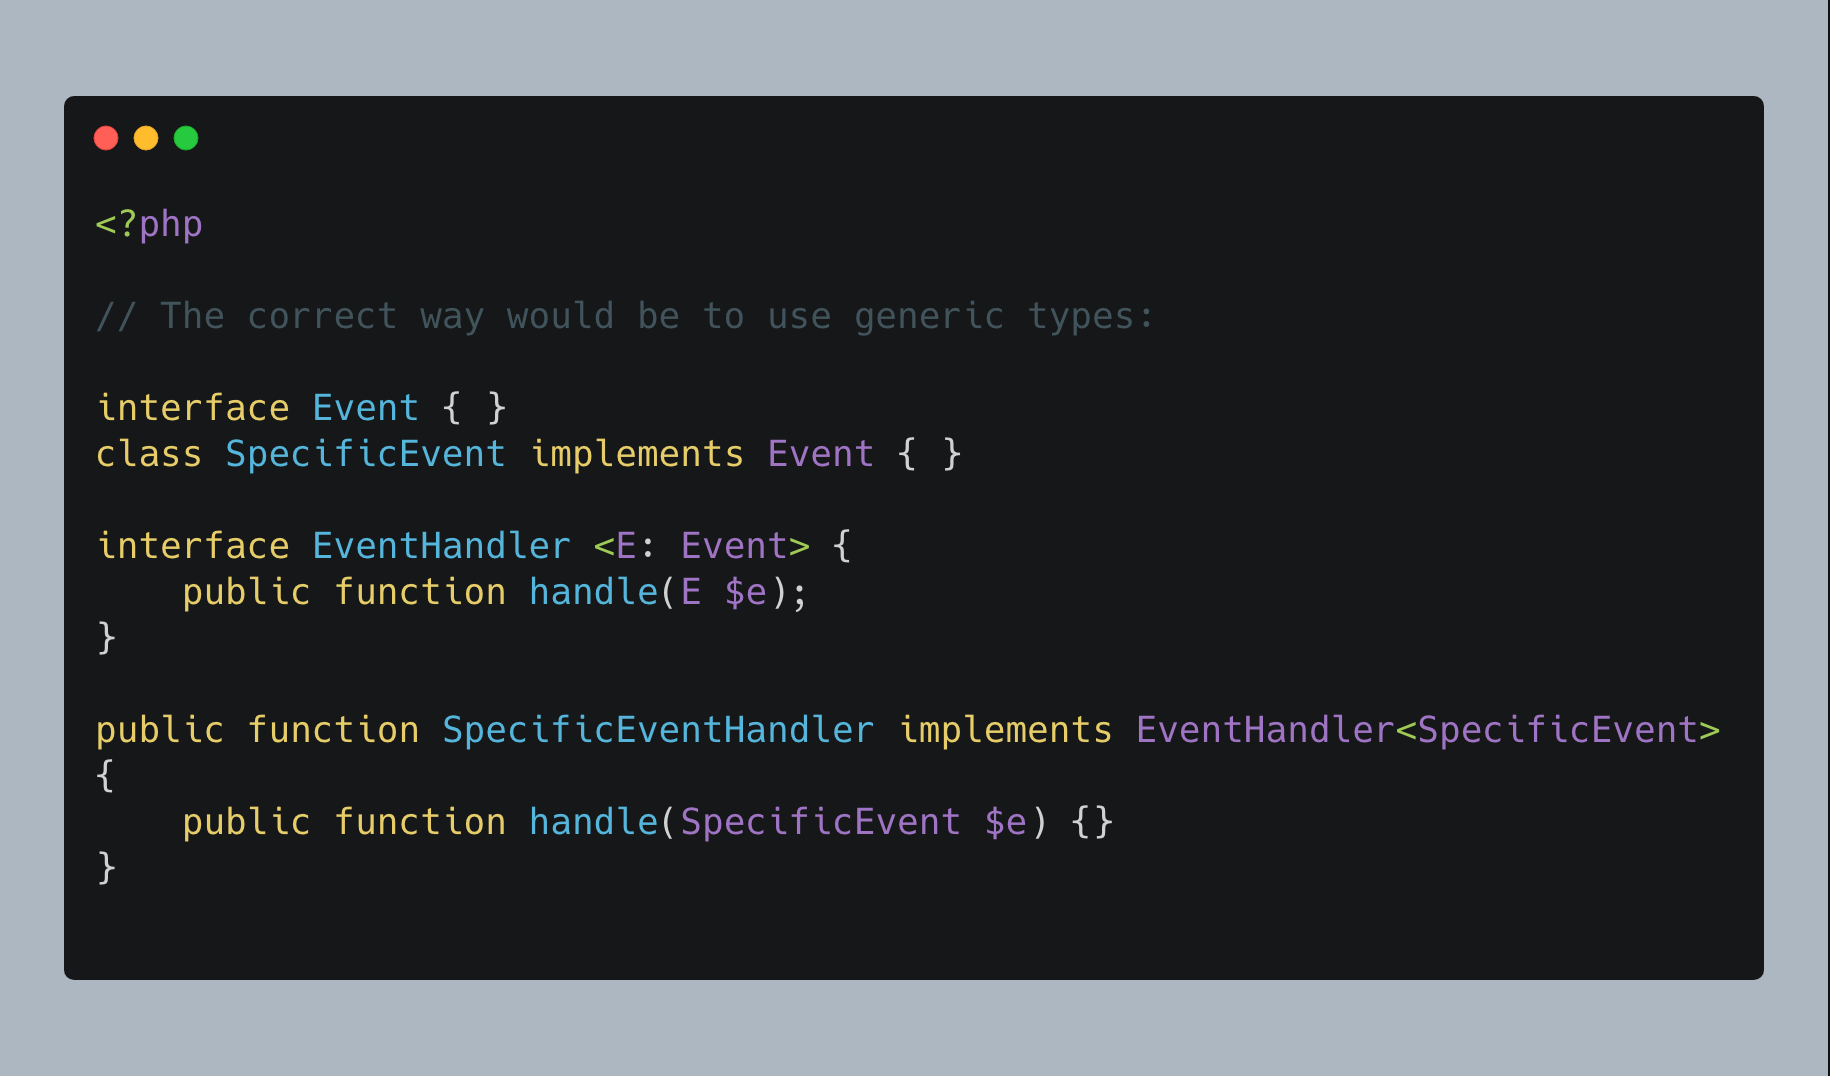 <?php
// The correct way would be to use generic types:
interface Event { }
class SpecificEvent implements Event { }
interface EventHandler <E: Event> {
    public function handle(E $e);
}
public function SpecificEventHandler implements EventHandler<SpecificEvent>
{
    public function handle(SpecificEvent $e) {}
}